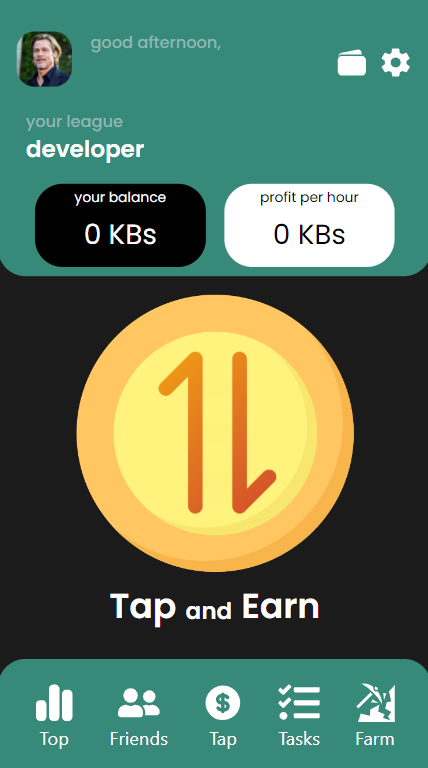 good afternoon,
your league
developer
your balance
0 KBs
profit per hour
0 KBs
Tap and Earn
Top
Friends
Tap
Tasks
Farm